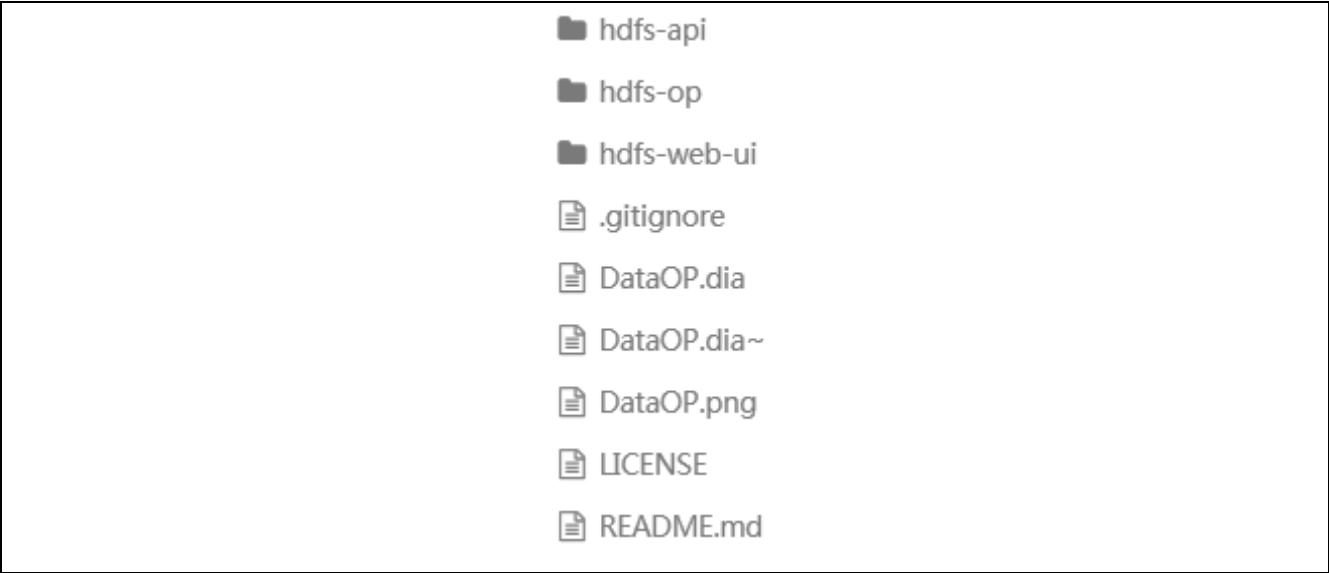 hdfs-api
hdfs-op
hdfs-web-ui
.gitignore
DataOP.dia
DataOP.dia~
DataOP.png
LICENSE
README.md